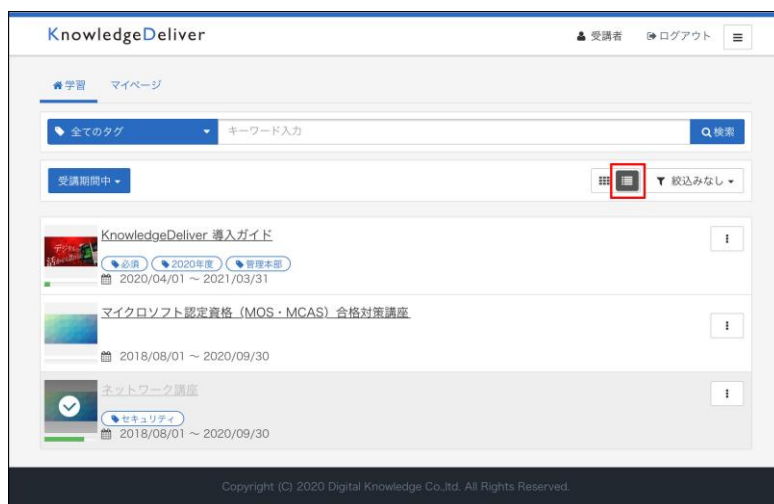 KnowledgeDeliver
受講者 ログアウト
学習 マイページ
全てのタグ キーワード入力 検索
受講期間中 絞込みなし
KnowledgeDeliver 導入ガイド
必須 2020年度 管理本部
2020/04/01 ～ 2021/03/31
マイクロソフト認定資格（MOS・MCAS）合格対策講座
2018/08/01 ～ 2020/09/30
ネットワーク講座
セキュリティ
2018/08/01 ～ 2020/09/30
Copyright (C) 2020 Digital Knowledge Co.,ltd. All Rights Reserved.